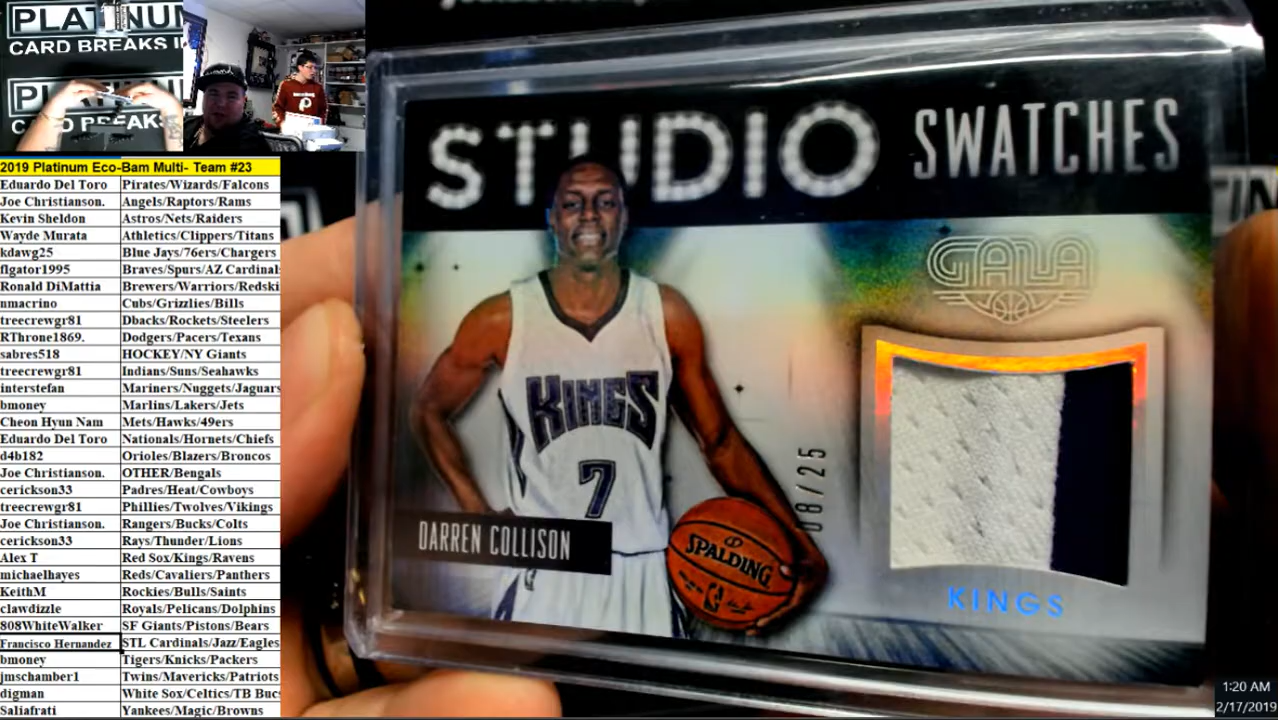 PLATINUM
CARD BREAKS I
PLATINUM
CARD BREAKS
2019 Platinum Eco-Bam Multi- Team #23
Eduardo Del Toro Pirates/Wizards/Falcons
Joe Christianson. Angels/Raptors/Rams
Kevin Sheldon Astros/Nets/Raiders
Wayde Murata Athletics/Clippers/Titans
kdawg25 Blue Jays/76ers/Chargers
flgator1995 Braves/Spurs/AZ Cardinal
Ronald DiMattia Brewers/Warriors/Redski
nmacrino Cubs/Grizzlies/Bills
treecrewgr81 Dbacks/Rockets/Steelers
RThrone1869. Dodgers/Pacers/Texans
sabres518 HOCKEY/NY Giants
treecrewgr81 Indians/Suns/Seahawks
interstefan Mariners/Nuggets/Jaguars
bmoney Marlins/Lakers/Jets
Cheon Hyun Nam Mets/Hawks/49ers
Eduardo Del Toro Nationals/Hornets/Chiefs
d4b182 Orioles/Blazers/Broncos
Joe Christianson. OTHER/Bengals
cerickson33 Padres/Heat/Cowboys
treecrewgr81 Phillies/Twolves/Vikings
Joe Christianson. Rangers/Bucks/Colts
cerickson33 Rays/Thunder/Lions
Alex T Red Sox/Kings/Ravens
michaelhayes Reds/Cavaliers/Panthers
KeithM Rockies/Bulls/Saints
clawdizzle Royals/Pelicans/Dolphins
808WhiteWalker SF Giants/Pistons/Bears
Francisco Hernandez STL Cardinals/Jazz/Eagles
bmoney Tigers/Knicks/Packers
jmschamber1 Twins/Mavericks/Patriots
digman White Sox/Celtics/TB Bucs
Saliafrati Yankees/Magic/Browns
STUDIO SWATCHES
GALA
KINGS
7
08/25
DARREN COLLISON
SPALDING
KINGS
1:20 AM
2/17/2019